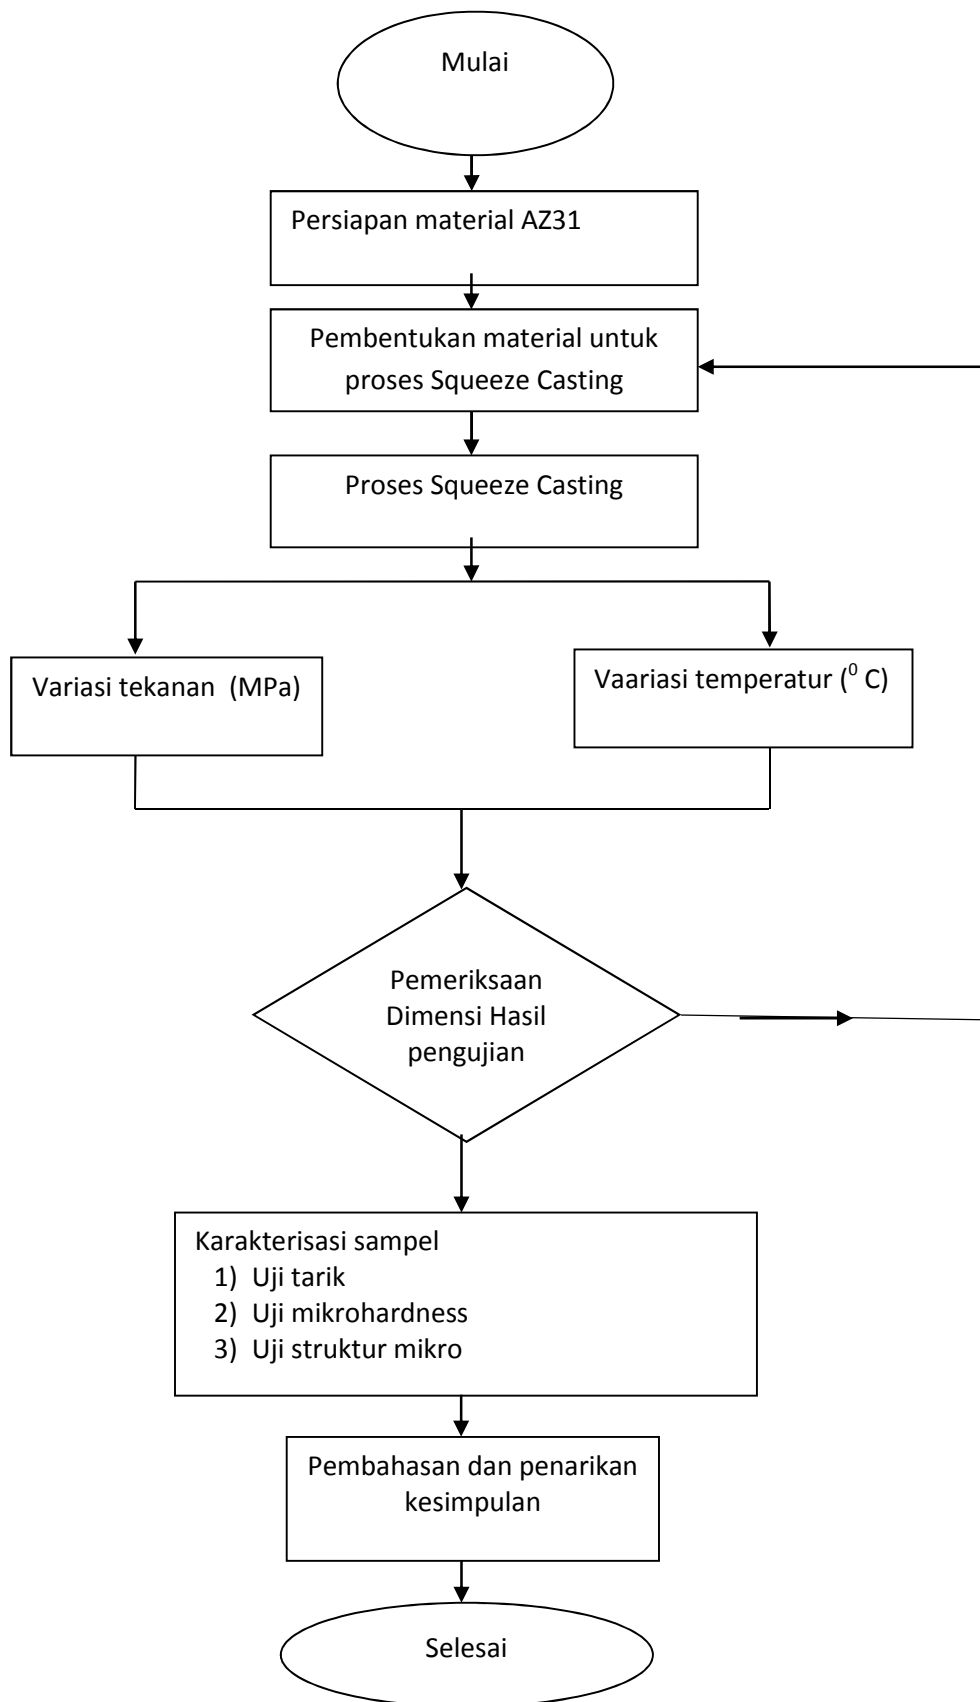 Mulai
Persiapan material AZ31
Pembentukan material untuk
proses Squeeze Casting
Proses Squeeze Casting
Variasi tekanan  (MPa)
Vaariasi temperatur (⁰ C)
Pemeriksaan
Dimensi Hasil
pengujian
Karakterisasi sampel
1) Uji tarik
2) Uji mikrohardness
3) Uji struktur mikro
Pembahasan dan penarikan
kesimpulan
Selesai